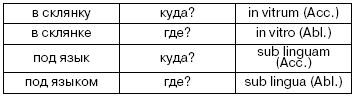 в склянку куда? in vitrum (Acc.)
в склянке где? in vitro (Abl.)
под язык куда? sub linguam
(Acc.)
под языком где? sub lingua (Abl.)